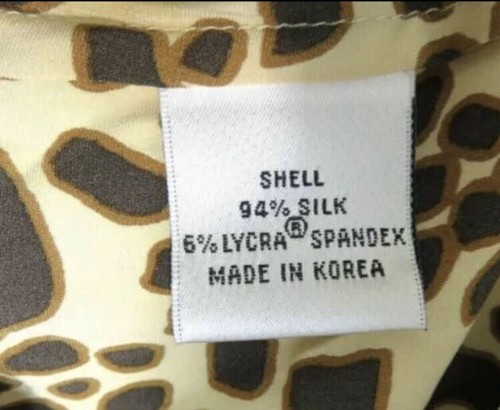 SHELL
94% SILK
6% LYCRA® SPANDEX
MADE IN KOREA